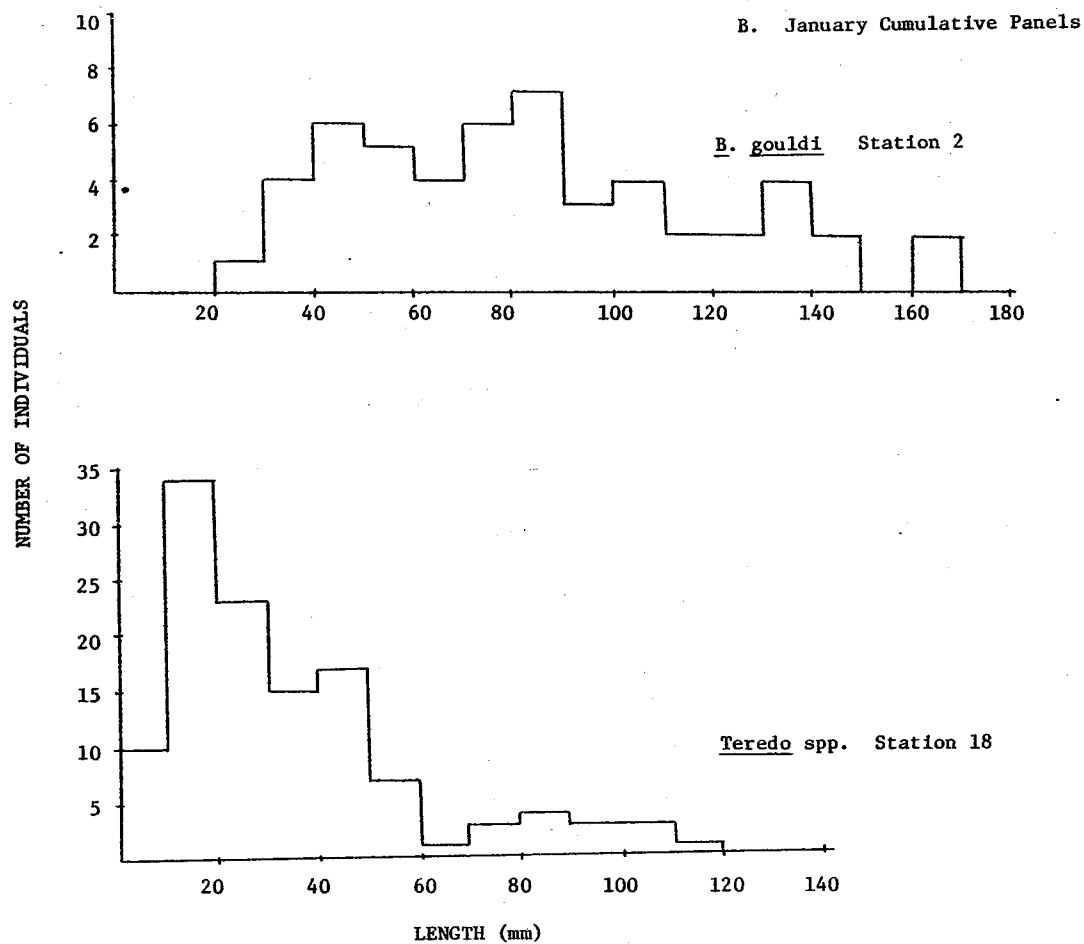 B. January Cumulative Panels
10
8
6
4
2
B. gouldi Station 2
20 40 60 80 100 120 140 160 180
NUMBER OF INDIVIDUALS
35
30
25
20
15
10
5
Teredo spp. Station 18
20 40 60 80 100 120 140
LENGTH (mm)